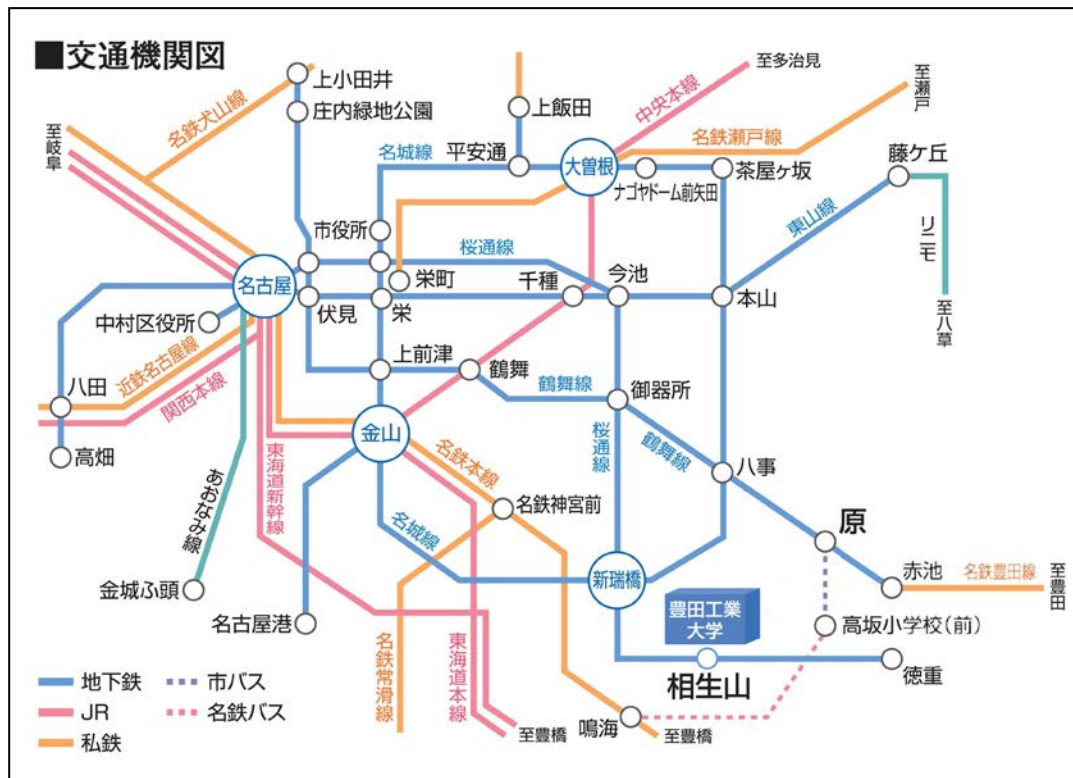 ■交通機関図
上小田井
庄内緑地公園
名鉄犬山線
至岐阜
上飯田
平安通
名城線
大曽根
中央本線
至多治見
名鉄瀬戸線
至瀬戸
ナゴヤドーム前矢田
茶屋ヶ坂
藤ケ丘
東山線
リニモ
至八草
市役所
桜通線
栄町
名古屋
中村区役所
伏見
栄
千種
今池
本山
上前津
鶴舞
鶴舞線
御器所
八田
近鉄名古屋線
関西本線
高畑
金山
桜通線
鶴舞線
八事
名鉄本線
名鉄神宮前
東海道新幹線
あおなみ線
名城線
原
金城ふ頭
名古屋港
新瑞橋
赤池
名鉄豊田線
至豊田
豊田工業
大学
高坂小学校(前)
相生山
徳重
名鉄常滑線
東海道本線
鳴海
至豊橋
至豊橋
地下鉄
JR
私鉄
市バス
名鉄バス